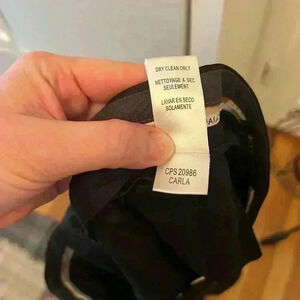 DRY CLEAN ONLY
NETTOYAGE A SEC
SEULEMENT
LAVAR EN SECO
SOLAMENTE
CPS 20986
CARLA